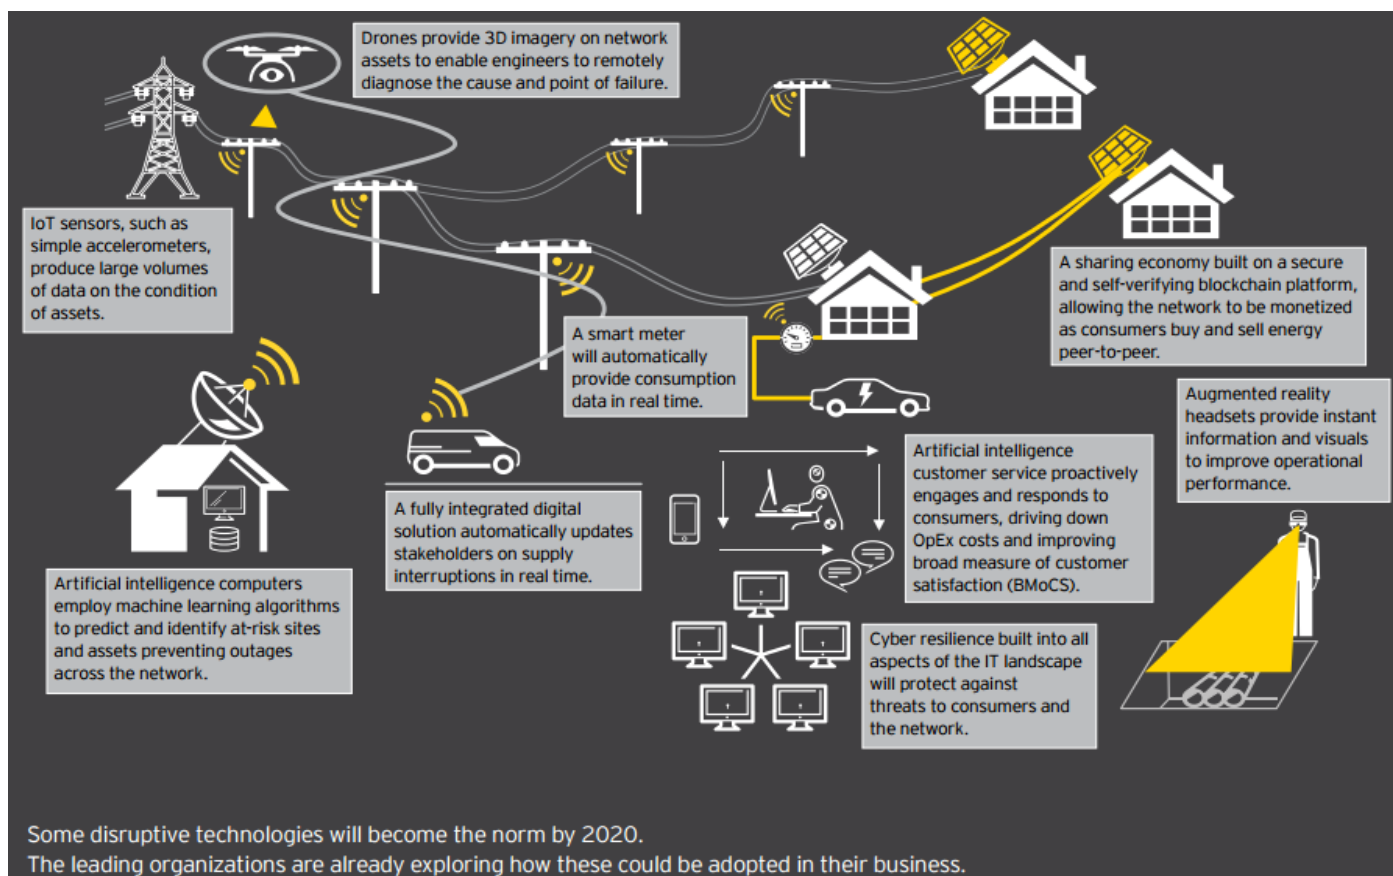 Drones provide 3D imagery on network
assets to enable engineers to remotely
diagnose the cause and point of failure.
IoT sensors, such as
simple accelerometers,
produce large volumes
of data on the condition
of assets.
A sharing economy built on a secure
and self-verifying blockchain platform,
allowing the network to be monetized
as consumers buy and sell energy
peer-to-peer.
A smart meter
will automatically
provide consumption
data in real time.
Augmented reality
headsets provide instant
information and visuals
to improve operational
performance.
Artificial intelligence
customer service proactively
engages and responds to
consumers, driving down
OpEx costs and improving
broad measure of customer
satisfaction (BMoCS).
A fully integrated digital
solution automatically updates
stakeholders on supply
interruptions in real time.
Artificial intelligence computers
employ machine learning algorithms
to predict and identify at-risk sites
and assets preventing outages
across the network.
Cyber resilience built into all
aspects of the IT landscape
will protect against
threats to consumers and
the network.
Some disruptive technologies will become the norm by 2020.
The leading organizations are already exploring how these could be adopted in their business.